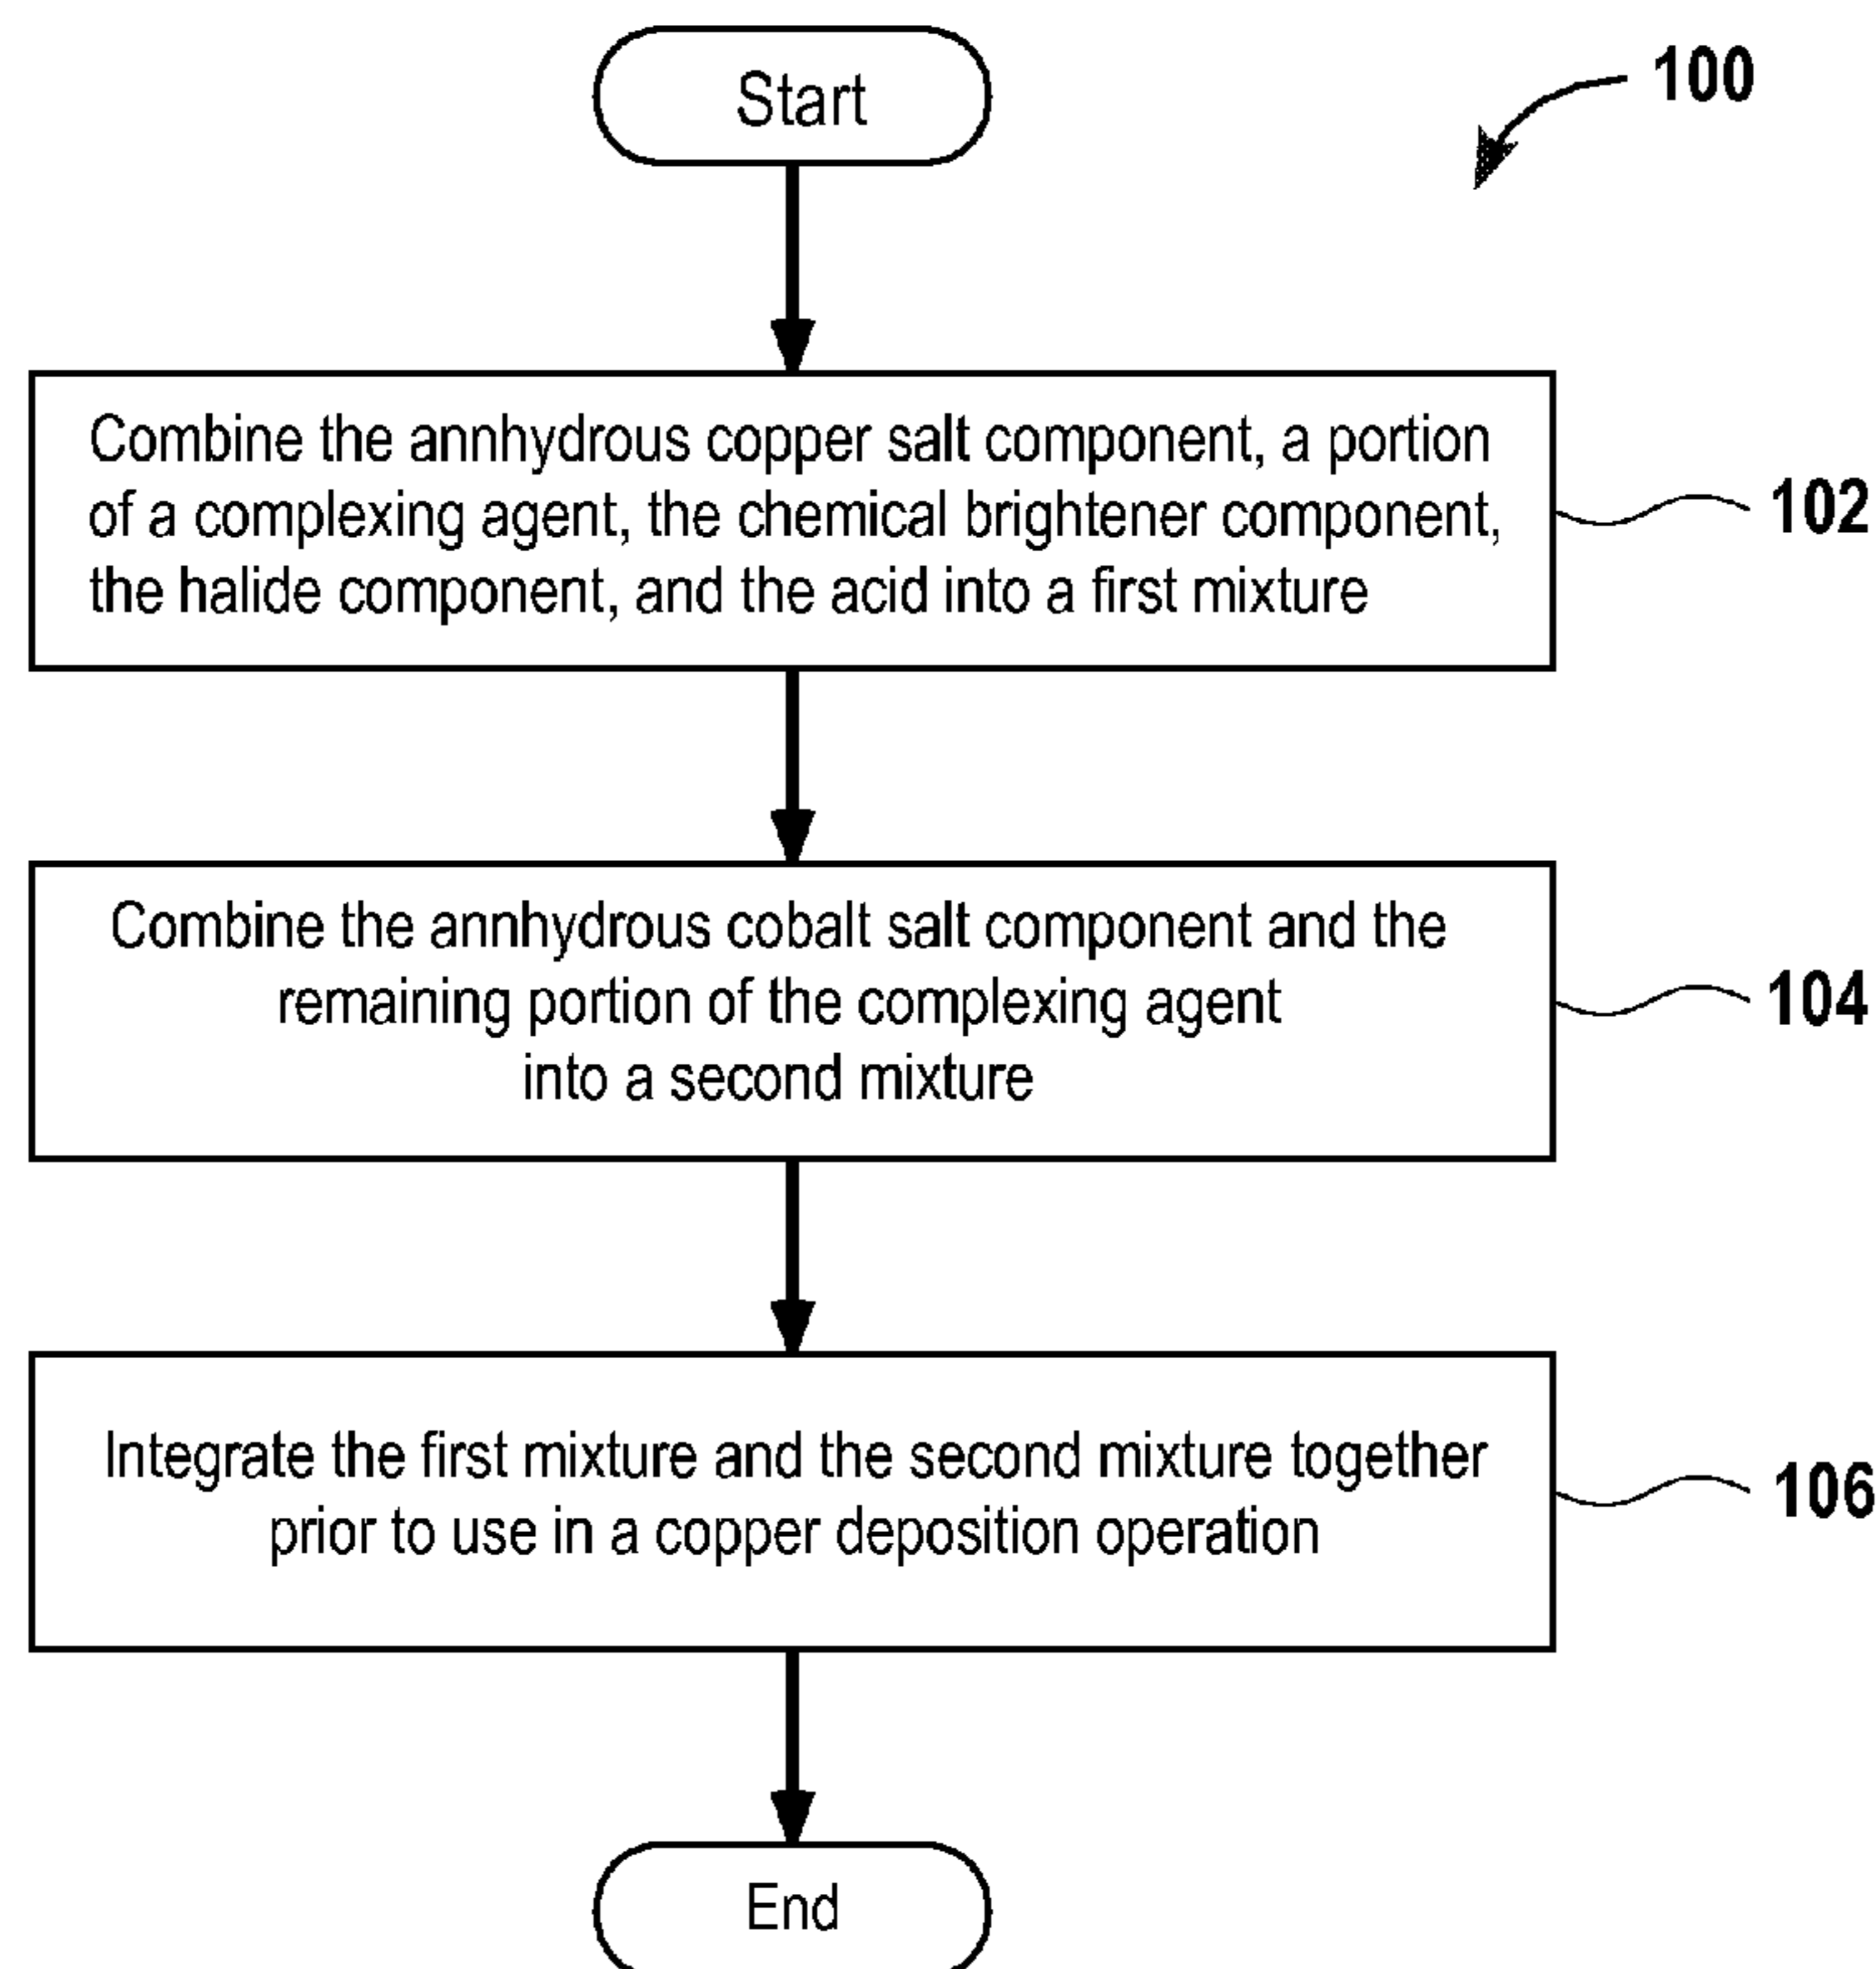 Start
100
Combine the annhydrous copper salt component, a portion
of a complexing agent, the chemical brightener component,
the halide component, and the acid into a first mixture
102
Combine the annhydrous cobalt salt component and the
remaining portion of the complexing agent
into a second mixture
104
Integrate the first mixture and the second mixture together
prior to use in a copper deposition operation
106
End